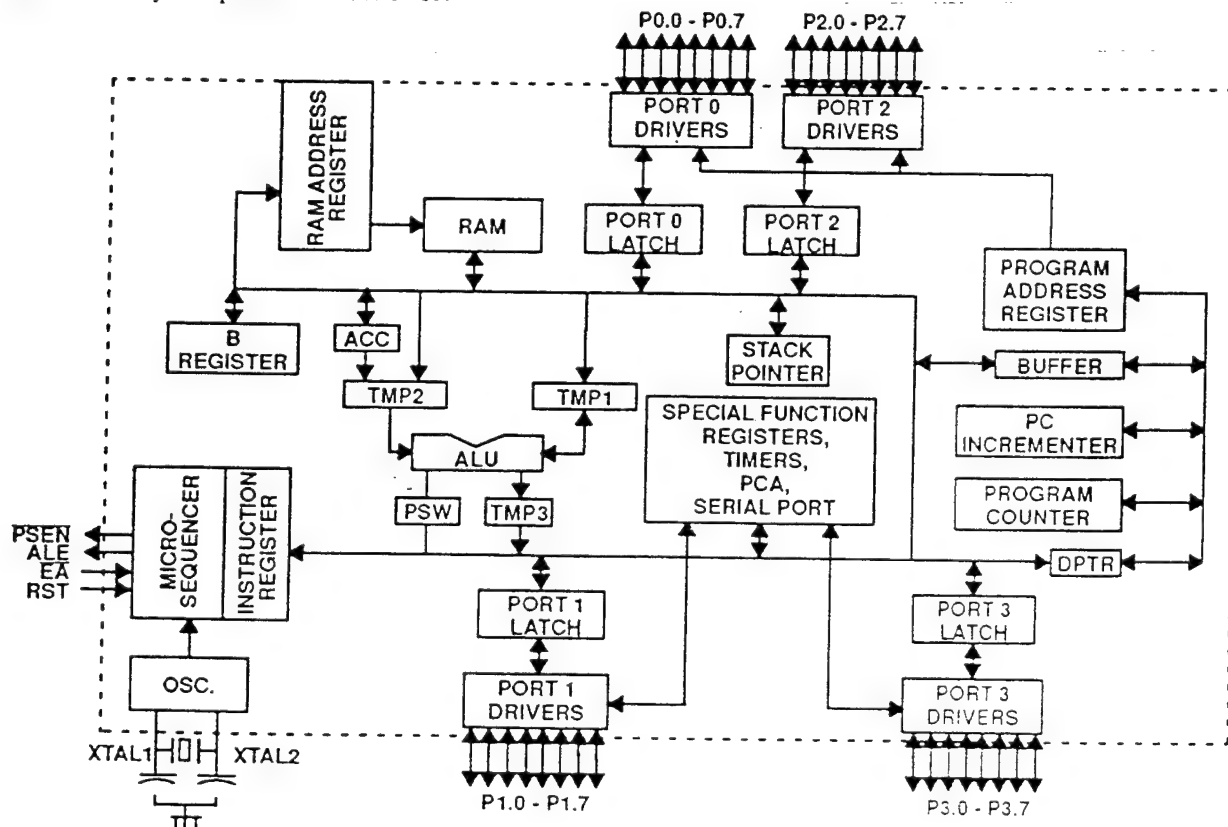 P0.0 - P0.7
P2.0 - P2.7
PORT 0
DRIVERS
PORT 2
DRIVERS
RAM ADDRESS
REGISTER
RAM
PORT 0
LATCH
PORT 2
LATCH
PROGRAM
ADDRESS
REGISTER
B
REGISTER
ACC
STACK
POINTER
BUFFER
TMP2
TMP1
SPECIAL FUNCTION
REGISTERS,
TIMERS,
PCA,
SERIAL PORT
PC
INCREMENTER
ALU
PSW
TMP3
PROGRAM
COUNTER
PSEN
ALE
EA
RST
MICRO-
SEQUENCER
INSTRUCTION
REGISTER
DPTR
PORT 1
LATCH
PORT 3
LATCH
OSC.
PORT 1
DRIVERS
PORT 3
DRIVERS
XTAL1
XTAL2
P1.0 - P1.7
P3.0 - P3.7